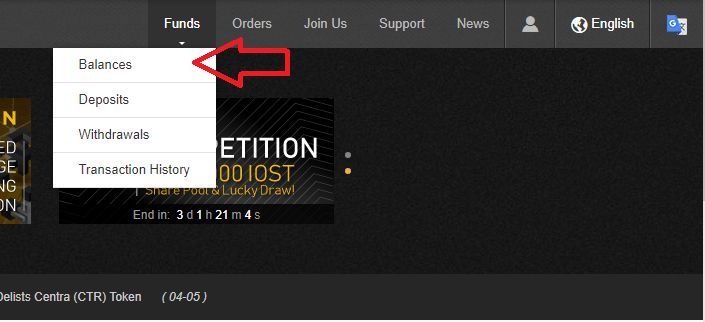 Funds Orders Join Us Support News English
Balances
Deposits
Withdrawals
Transaction History
N
ED
GE
NG
ON
PETITION
00 IOST
Share Pool & Lucky Draw!
End in: 3 d 1 h 21 m 4 s
Delists Centra (CTR) Token ( 04-05 )